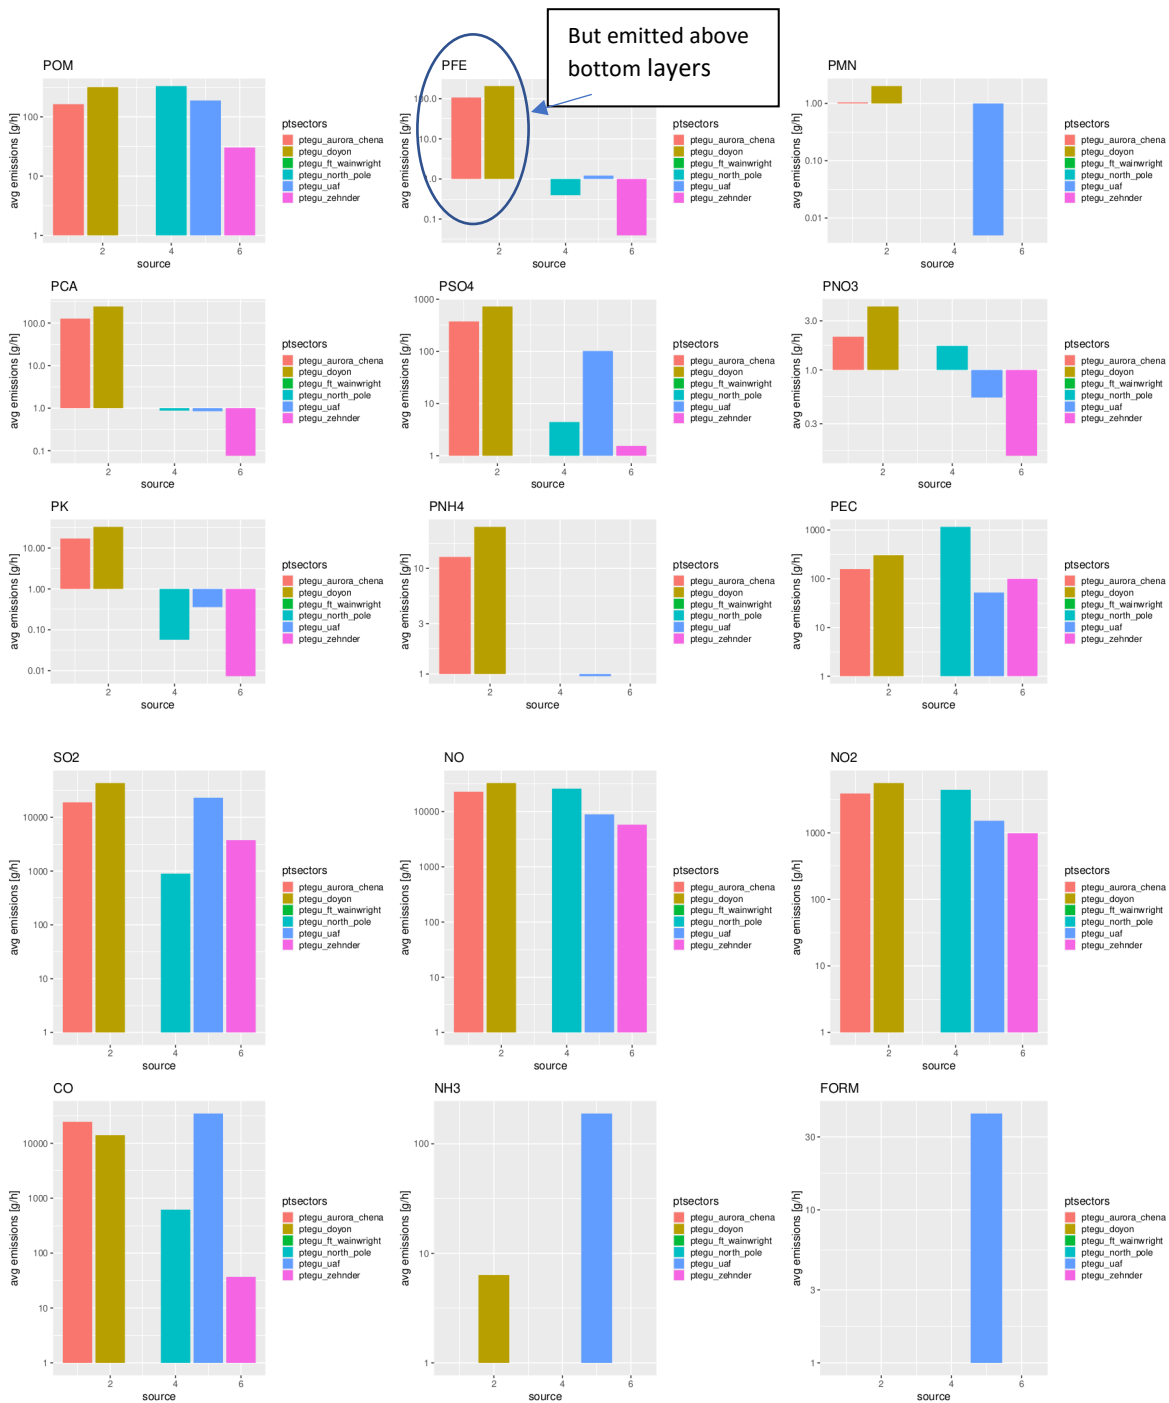 But emitted above
bottom layers
POM
avg emissions [g/h]
100
10
1
2
4
6
source
ptsectors
ptegu_aurora_chena
ptegu_doyon
ptegu_ft_wainwright
ptegu_north_pole
ptegu_uaf
ptegu_zehnder
PFE
avg emissions [g/h]
10.0
0.1
2
4
6
source
ptsectors
ptegu_aurora_chena
ptegu_doyon
ptegu_ft_wainwright
ptegu_north_pole
ptegu_uaf
ptegu_zehnder
PMN
avg emissions [g/h]
1.00
0.10
0.01
2
4
6
source
ptsectors
ptegu_aurora_chena
ptegu_doyon
ptegu_ft_wainwright
ptegu_north_pole
ptegu_uaf
ptegu_zehnder
PCA
avg emissions [g/h]
100.0
10.0
1.0
0.1
2
4
6
source
ptsectors
ptegu_aurora_chena
ptegu_doyon
ptegu_ft_wainwright
ptegu_north_pole
ptegu_uaf
ptegu_zehnder
PSO4
avg emissions [g/h]
1000
100
10
1
2
4
6
source
ptsectors
ptegu_aurora_chena
ptegu_doyon
ptegu_ft_wainwright
ptegu_north_pole
ptegu_uaf
ptegu_zehnder
PNO3
avg emissions [g/h]
3.0
1.0
0.3
2
4
6
source
ptsectors
ptegu_aurora_chena
ptegu_doyon
ptegu_ft_wainwright
ptegu_north_pole
ptegu_uaf
ptegu_zehnder
PK
avg emissions [g/h]
10.00
1.00
0.10
0.01
2
4
6
source
ptsectors
ptegu_aurora_chena
ptegu_doyon
ptegu_ft_wainwright
ptegu_north_pole
ptegu_uaf
ptegu_zehnder
PNH4
avg emissions [g/h]
10
3
1
2
4
6
source
ptsectors
ptegu_aurora_chena
ptegu_doyon
ptegu_ft_wainwright
ptegu_north_pole
ptegu_uaf
ptegu_zehnder
PEC
avg emissions [g/h]
1000
100
10
1
2
4
6
source
ptsectors
ptegu_aurora_chena
ptegu_doyon
ptegu_ft_wainwright
ptegu_north_pole
ptegu_uaf
ptegu_zehnder
SO2
avg emissions [g/h]
10000
1000
100
10
1
2
4
6
source
ptsectors
ptegu_aurora_chena
ptegu_doyon
ptegu_ft_wainwright
ptegu_north_pole
ptegu_uaf
ptegu_zehnder
NO
avg emissions [g/h]
10000
1000
100
10
1
2
4
6
source
ptsectors
ptegu_aurora_chena
ptegu_doyon
ptegu_ft_wainwright
ptegu_north_pole
ptegu_uaf
ptegu_zehnder
NO2
avg emissions [g/h]
1000
100
10
1
2
4
6
source
ptsectors
ptegu_aurora_chena
ptegu_doyon
ptegu_ft_wainwright
ptegu_north_pole
ptegu_uaf
ptegu_zehnder
CO
avg emissions [g/h]
10000
1000
100
10
1
2
4
6
source
ptsectors
ptegu_aurora_chena
ptegu_doyon
ptegu_ft_wainwright
ptegu_north_pole
ptegu_uaf
ptegu_zehnder
NH3
avg emissions [g/h]
100
10
1
2
4
6
source
ptsectors
ptegu_aurora_chena
ptegu_doyon
ptegu_ft_wainwright
ptegu_north_pole
ptegu_uaf
ptegu_zehnder
FORM
avg emissions [g/h]
30
10
3
1
2
4
6
source
ptsectors
ptegu_aurora_chena
ptegu_doyon
ptegu_ft_wainwright
ptegu_north_pole
ptegu_uaf
ptegu_zehnder